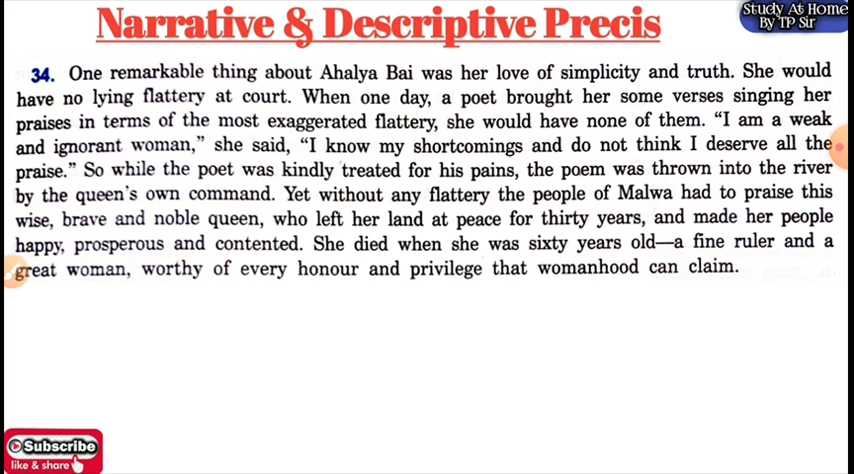 Narrative & Descriptive Precis
Study At Home
By TP Sir
34. One remarkable thing about Ahalya Bai was her love of simplicity and truth. She would
have no lying flattery at court. When one day, a poet brought her some verses singing her
praises in terms of the most exaggerated flattery, she would have none of them. “I am a weak
and ignorant woman,” she said, “I know my shortcomings and do not think I deserve all the
praise.” So while the poet was kindly treated for his pains, the poem was thrown into the river
by the queen’s own command. Yet without any flattery the people of Malwa had to praise this
wise, brave and noble queen, who left her land at peace for thirty years, and made her people
happy, prosperous and contented. She died when she was sixty years old—a fine ruler and a
great woman, worthy of every honour and privilege that womanhood can claim.
Subscribe
like & share